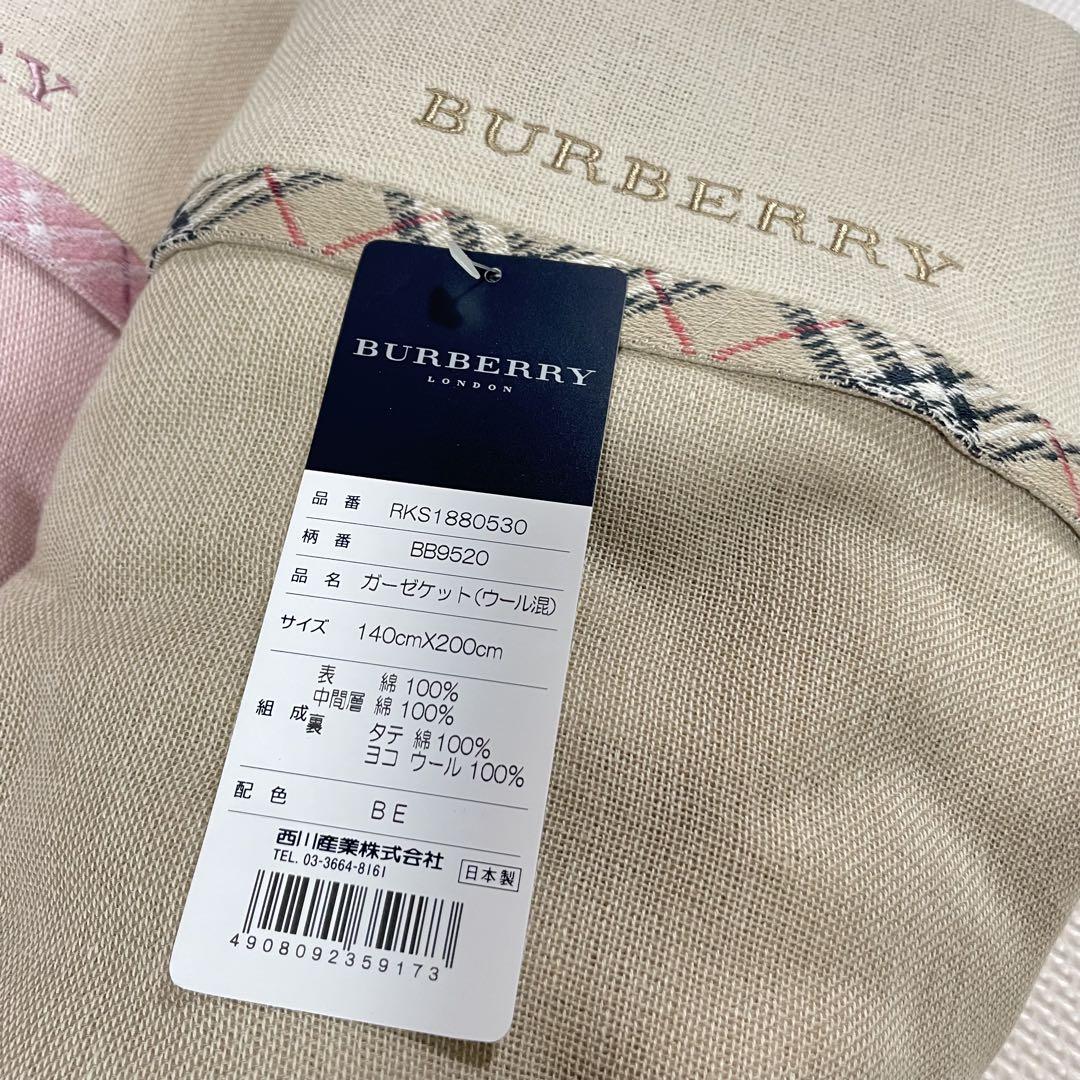 RY
BURBERRY
BURBERRY
LONDON
品番 RKS1880530
柄番 BB9520
品名 ガーゼケット(ウール混)
サイズ 140cmX200cm
表 綿 100%
中間層 綿 100%
組成 裏 タテ 綿 100%
ヨコ ウール 100%
配色 BE
西川産業株式会社
TEL. 03-3664-8161
日本製
4908092359173